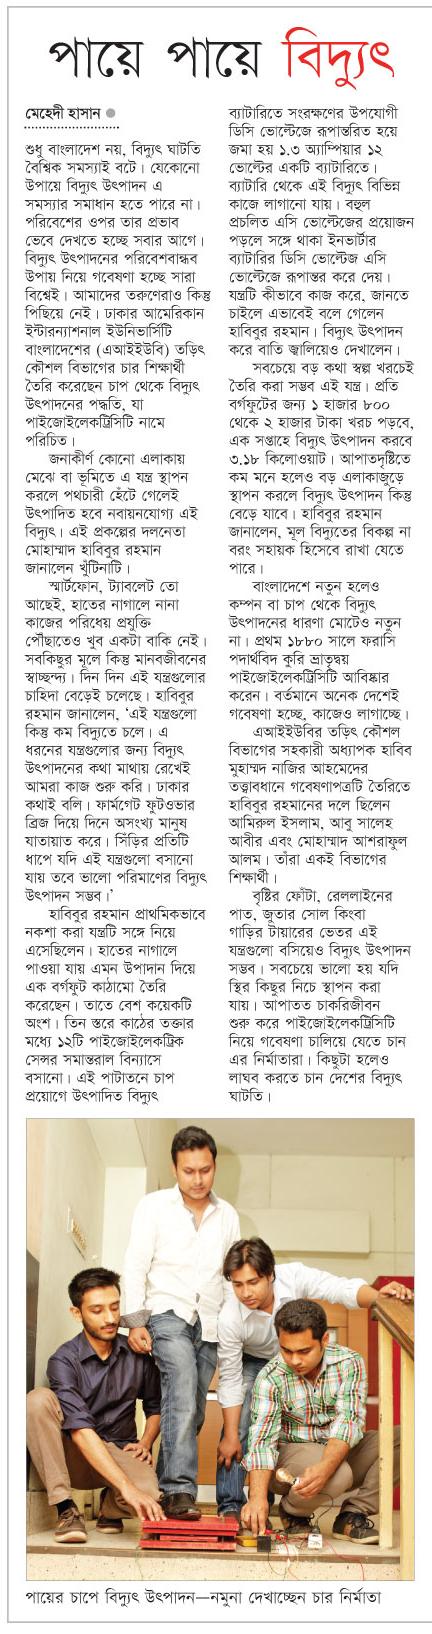 পায়ে পায়ে বিদ্যুৎ
মেহেদী হাসান ●
শুধু বাংলাদেশ নয়, বিদ্যুৎ ঘাটতি
বৈশ্বিক সমস্যাই বটে। যেকোনো
উপায়ে বিদ্যুৎ উৎপাদন এ
সমস্যার সমাধান হতে পারে না।
পরিবেশের ওপর তার প্রভাব
ভেবে দেখতে হচ্ছে সবার আগে।
বিদ্যুৎ উৎপাদনের পরিবেশবান্ধব
উপায় নিয়ে গবেষণা হচ্ছে সারা
বিশ্বেই। আমাদের তরুণেরাও কিন্তু
পিছিয়ে নেই। ঢাকার আমেরিকান
ইন্টারন্যাশনাল ইউনিভার্সিটি
বাংলাদেশের (এআইইউবি) তড়িৎ
কৌশল বিভাগের চার শিক্ষার্থী
তৈরি করেছেন চাপ থেকে বিদ্যুৎ
উৎপাদনের পদ্ধতি, যা
পাইজোইলেকট্রিসিটি নামে
পরিচিত।
জনাকীর্ণ কোনো এলাকায়
মেঝে বা ভূমিতে এ যন্ত্র স্থাপন
করলে পথচারী হেঁটে গেলেই
উৎপাদিত হবে নবায়নযোগ্য এই
বিদ্যুৎ। এই প্রকল্পের দলনেতা
মোহাম্মাদ হাবিবুর রহমান
জানালেন খুঁটিনাটি।
স্মার্টফোন, ট্যাবলেট তো
আছেই, হাতের নাগালে নানা
কাজের পরিধেয় প্রযুক্তি
পৌঁছাতেও খুব একটা বাকি নেই।
সবকিছুর মূলে কিন্তু মানবজীবনের
স্বাচ্ছন্দ্য। দিন দিন এই যন্ত্রগুলোর
চাহিদা বেড়েই চলেছে। হাবিবুর
রহমান জানালেন, ‘এই যন্ত্রগুলো
কিন্তু কম বিদ্যুতে চলে। এ
ধরনের যন্ত্রগুলোর জন্য বিদ্যুৎ
উৎপাদনের কথা মাথায় রেখেই
আমরা কাজ শুরু করি। ঢাকার
কথাই বলি। ফার্মগেট ফুটওভার
ব্রিজ দিয়ে দিনে অসংখ্য মানুষ
যাতায়াত করে। সিঁড়ির প্রতিটি
ধাপে যদি এই যন্ত্রগুলো বসানো
যায় তবে ভালো পরিমাণের বিদ্যুৎ
উৎপাদন সম্ভব।’
হাবিবুর রহমান প্রাথমিকভাবে
নকশা করা যন্ত্রটি সঙ্গে নিয়ে
এসেছিলেন। হাতের নাগালে
পাওয়া যায় এমন উপাদান দিয়ে
এক বর্গফুট কাঠামো তৈরি
করেছেন। তাতে বেশ কয়েকটি
অংশ। তিন স্তরে কাঠের তক্তার
মধ্যে ১২টি পাইজোইলেকট্রিক
সেন্সর সমান্তরাল বিন্যাসে
বসানো। এই পাটাতনে চাপ
প্রয়োগে উৎপাদিত বিদ্যুৎ
ব্যাটারিতে সংরক্ষণের উপযোগী
ডিসি ভোল্টেজে রূপান্তরিত হয়ে
জমা হয় ১.৩ অ্যাম্পিয়ার ১২
ভোল্টের একটি ব্যাটারিতে।
ব্যাটারি থেকে এই বিদ্যুৎ বিভিন্ন
কাজে লাগানো যায়। বহুল
প্রচলিত এসি ভোল্টেজের প্রয়োজন
পড়লে সঙ্গে থাকা ইনভার্টার
ব্যাটারির ডিসি ভোল্টেজ এসি
ভোল্টেজে রূপান্তর করে দেয়।
যন্ত্রটি কীভাবে কাজ করে, জানতে
চাইলে এভাবেই বলে গেলেন
হাবিবুর রহমান। বিদ্যুৎ উৎপাদন
করে বাতি জ্বালিয়েও দেখালেন।
সবচেয়ে বড় কথা স্বল্প খরচেই
তৈরি করা সম্ভব এই যন্ত্র। প্রতি
বর্গফুটের জন্য ১ হাজার ৮০০
থেকে ২ হাজার টাকা খরচ পড়বে,
এক সপ্তাহে বিদ্যুৎ উৎপাদন করবে
৩.১৮ কিলোওয়াট। আপাতদৃষ্টিতে
কম মনে হলেও বড় এলাকাজুড়ে
স্থাপন করলে বিদ্যুৎ উৎপাদন কিন্তু
বেড়ে যাবে। হাবিবুর রহমান
জানালেন, মূল বিদ্যুতের বিকল্প না
বরং সহায়ক হিসেবে রাখা যেতে
পারে।
বাংলাদেশে নতুন হলেও
কম্পন বা চাপ থেকে বিদ্যুৎ
উৎপাদনের ধারণা মোটেও নতুন
না। প্রথম ১৮৮০ সালে ফরাসি
পদার্থবিদ কুরি ভ্রাতৃদ্বয়
পাইজোইলেকট্রিসিটি আবিষ্কার
করেন। বর্তমানে অনেক দেশেই
গবেষণা হচ্ছে, কাজেও লাগাচ্ছে।
এআইইউবির তড়িৎ কৌশল
বিভাগের সহকারী অধ্যাপক হাবিব
মুহাম্মদ নাজির আহমেদের
তত্ত্বাবধানে গবেষণাপত্রটি তৈরিতে
হাবিবুর রহমানের দলে ছিলেন
আমিরুল ইসলাম, আবু সালেহ
আবীর এবং মোহাম্মাদ আশরাফুল
আলম। তাঁরা একই বিভাগের
শিক্ষার্থী।
বৃষ্টির ফোঁটা, রেললাইনের
পাত, জুতার সোল কিংবা
গাড়ির টায়ারের ভেতর এই
যন্ত্রগুলো বসিয়েও বিদ্যুৎ উৎপাদন
সম্ভব। সবচেয়ে ভালো হয় যদি
স্থির কিছুর নিচে স্থাপন করা
যায়। আপাতত চাকরিজীবন
শুরু করে পাইজোইলেকট্রিসিটি
নিয়ে গবেষণা চালিয়ে যেতে চান
এর নির্মাতারা। কিছুটা হলেও
লাঘব করতে চান দেশের বিদ্যুৎ
ঘাটতি।
পায়ের চাপে বিদ্যুৎ উৎপাদন—নমুনা দেখাচ্ছেন চার নির্মাতা